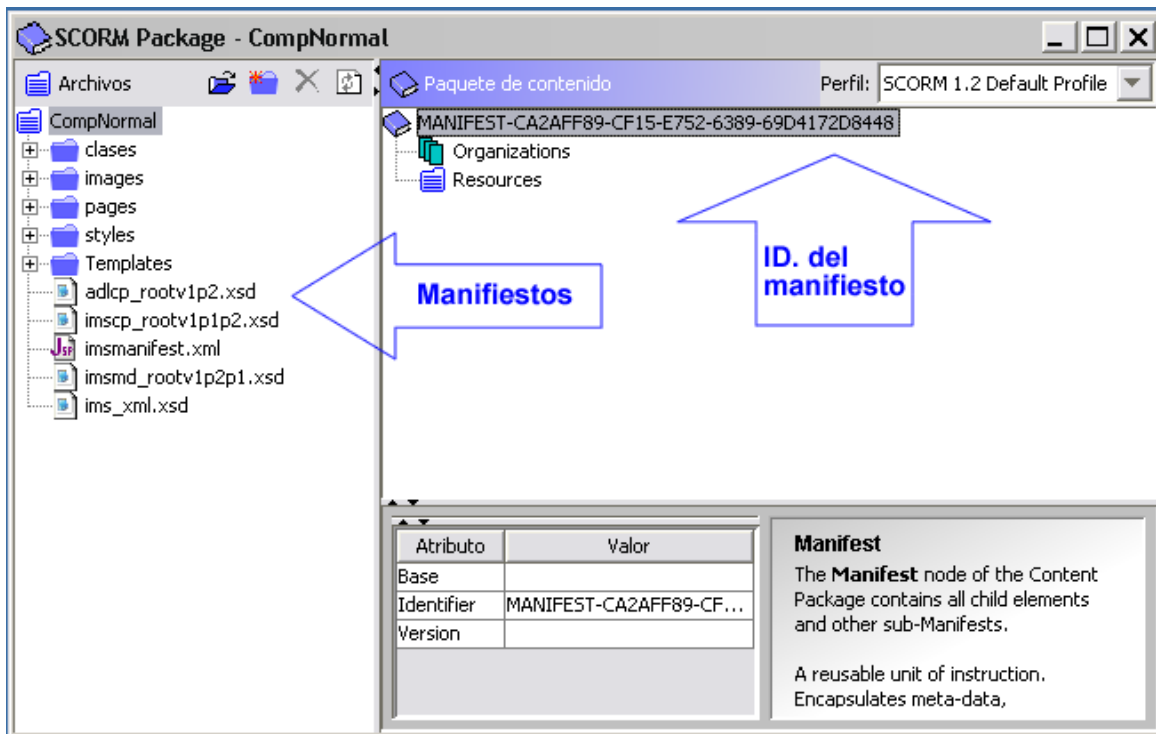 SCORM Package - CompNormal
Archivos
Paquete de contenido
Perfil: SCORM 1.2 Default Profile
CompNormal
clases
images
pages
styles
Templates
adlcp_rootv1p2.xsd
imscp_rootv1p1p2.xsd
imsmanifest.xml
imsmd_rootv1p2p1.xsd
ims_xml.xsd
MANIFEST-CA2AFF89-CF15-E752-6389-69D4172D8448
Organizations
Resources
Manifiestos
ID. del
manifiesto
Atributo Valor
Base
Identifier MANIFEST-CA2AFF89-CF...
Version
Manifest
The Manifest node of the Content
Package contains all child elements
and other sub-Manifests.
A reusable unit of instruction.
Encapsulates meta-data,